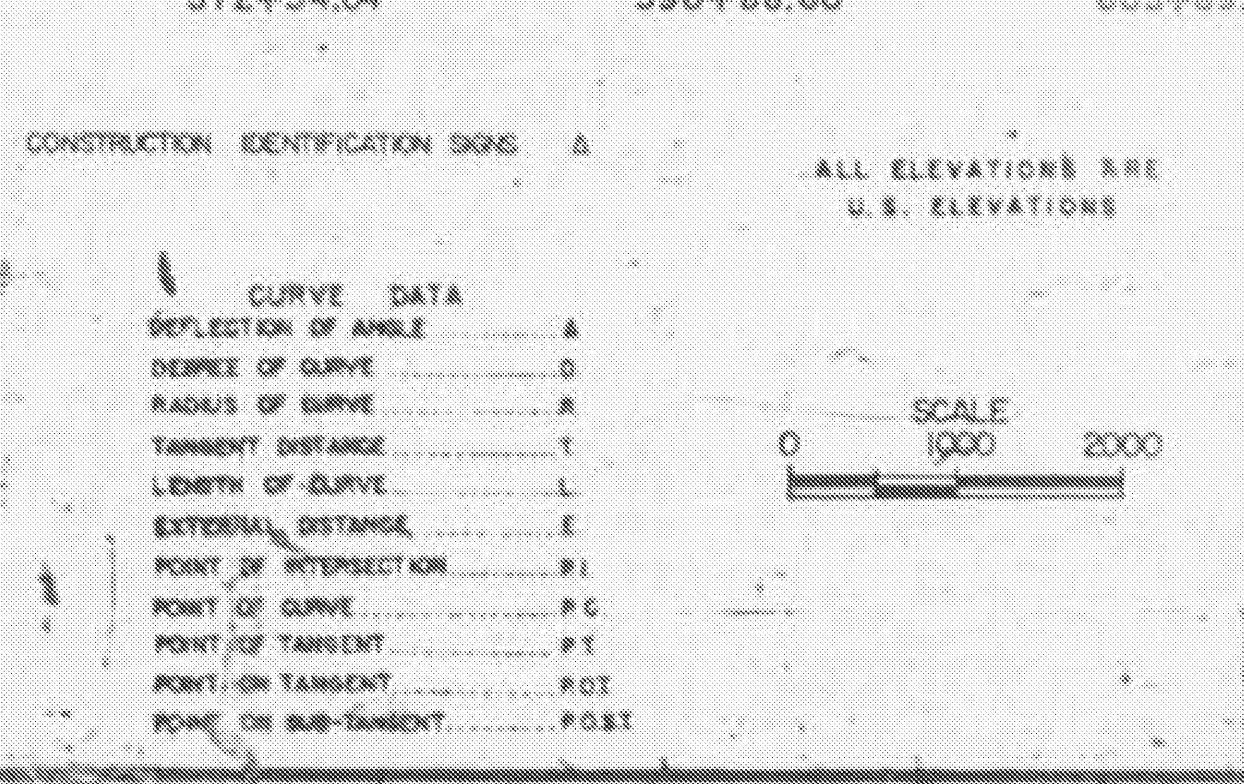 CONSTRUCTION IDENTIFICATION SIGNS Δ
ALL ELEVATIONS ARE
U.S. ELEVATIONS
CURVE DATA
DEFLECTION OF ANGLE Δ
DEGREE OF CURVE D
RADIUS OF CURVE R
TANGENT DISTANCE T
LENGTH OF CURVE L
EXTERNAL DISTANCE E
POINT OF INTERSECTION P I
POINT OF CURVE P C
POINT OF TANGENT P T
POINT ON TANGENT P.O.T
POINT ON SUB-TANGENT P.O.S.T
SCALE
0 1000 2000